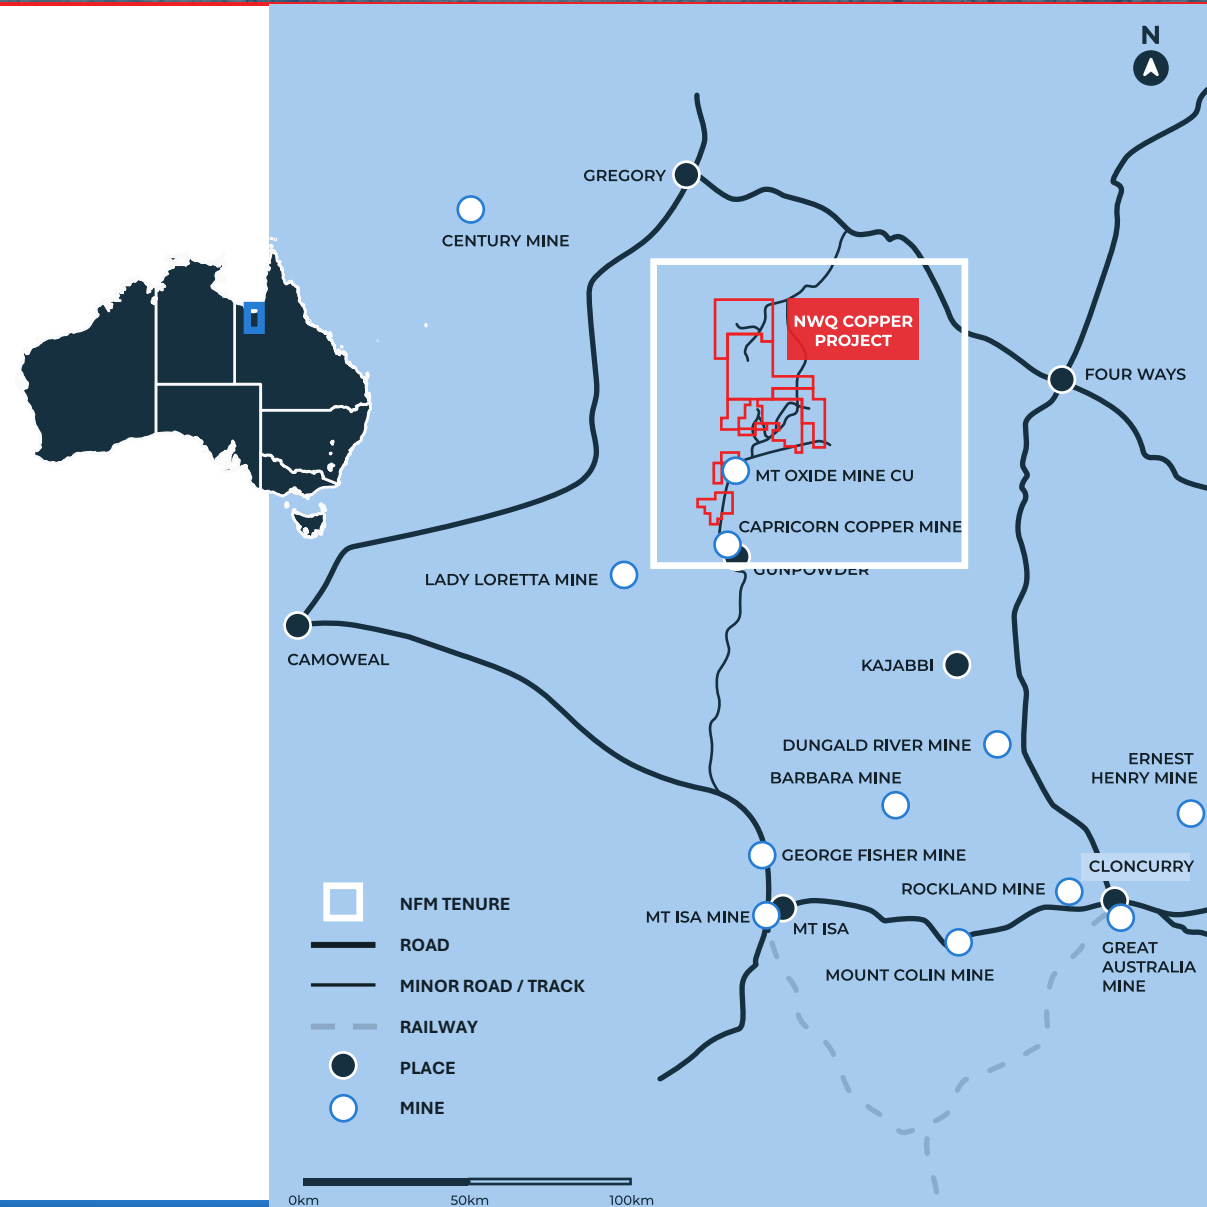 N
GREGORY
CENTURY MINE
NWQ COPPER
PROJECT
FOUR WAYS
MT OXIDE MINE CU
CAPRICORN COPPER MINE
GUNPOWDER
LADY LORETTA MINE
CAMOWEAL
KAJABBI
DUNGALD RIVER MINE
BARBARA MINE
ERNEST
HENRY MINE
GEORGE FISHER MINE
CLONCURRY
ROCKLAND MINE
MT ISA MINE
MT ISA
MOUNT COLIN MINE
GREAT
AUSTRALIA
MINE
NFM TENURE
ROAD
MINOR ROAD / TRACK
RAILWAY
PLACE
MINE
0km 50km 100km